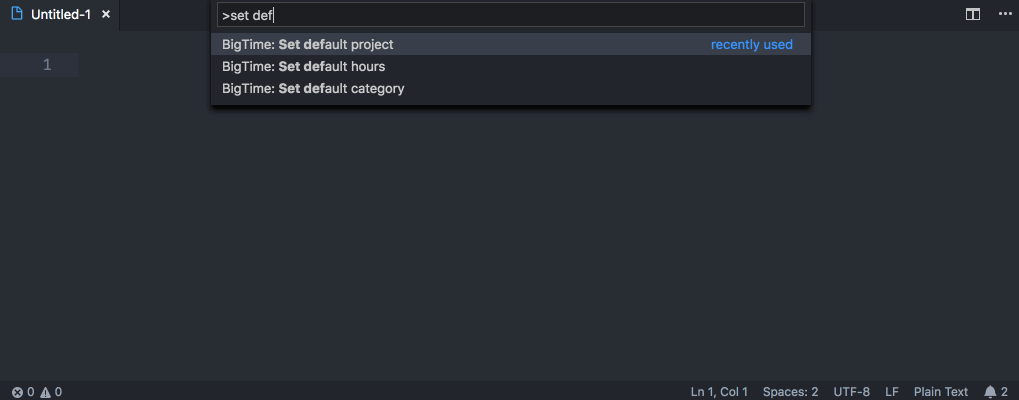 Untitled-1
>set def
BigTime: Set default project recently used
BigTime: Set default hours
BigTime: Set default category
1
0 0 Ln 1, Col 1 Spaces: 2 UTF-8 LF Plain Text 2